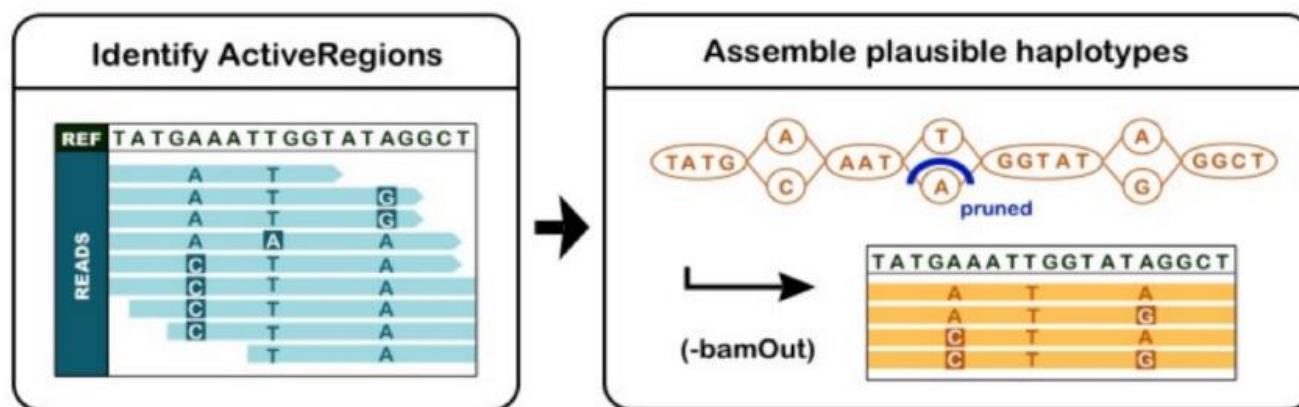 Identify ActiveRegions
REF TATGAAATTGGTATAGGCT
READS
A T
A T G
A T G
A A A
C T A
C T A
C T A
C T A
T A
Assemble plausible haplotypes
TATG A C AAT T A GGTAT A G GGCT
pruned
(-bamOut)
TATGAAATTGGTATAGGCT
A T A
A T G
C T A
C T G